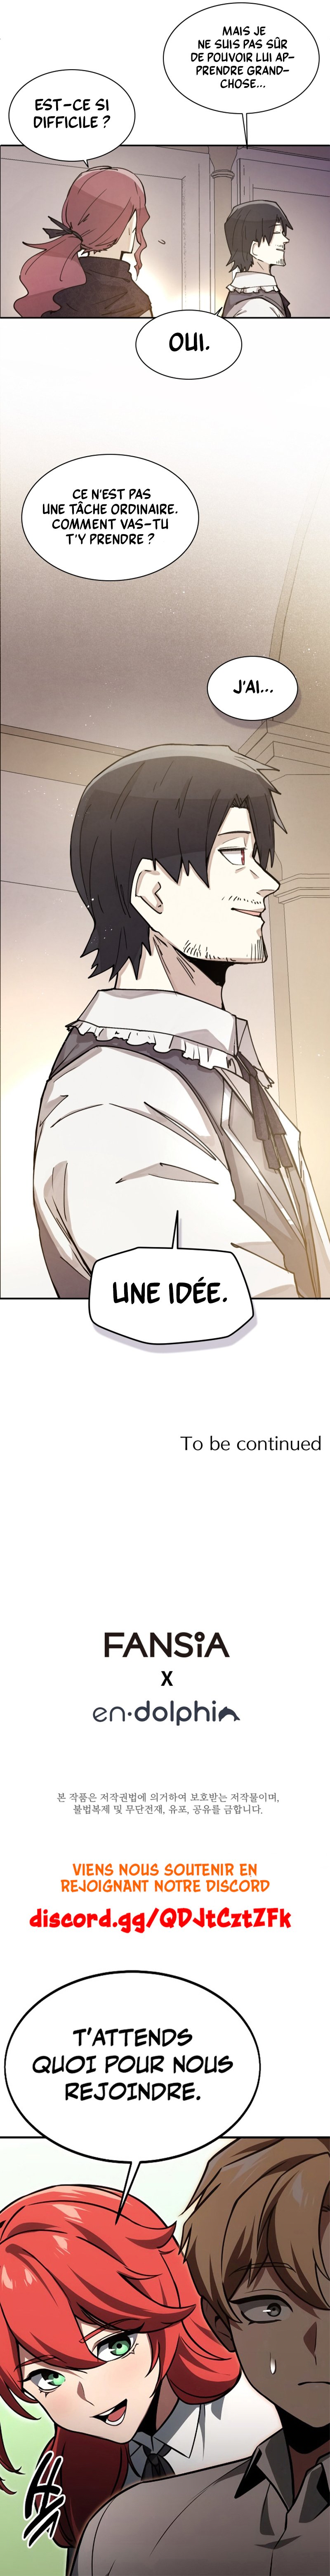 MAIS JE
NE SUIS PAS SÛR
DE POUVOIR LUI AP-
PRENDRE GRAND-
CHOSE...
EST-CE SI
DIFFICILE ?
OUI.
CE N'EST PAS
UNE TÂCHE ORDINAIRE.
COMMENT VAS-TU
T'Y PRENDRE ?
J'AI...
UNE IDÉE.
To be continued
FANSIA
X
en·dolphin
본 작품은 저작권법에 의거하여 보호받는 저작물이며,
불법복제 및 무단전재, 유포, 공유를 금합니다.
VIENS NOUS SOUTENIR EN
REJOIGNANT NOTRE DISCORD
discord.gg/QDJtCztZFk
T'ATTENDS
QUOI POUR NOUS
REJOINDRE.